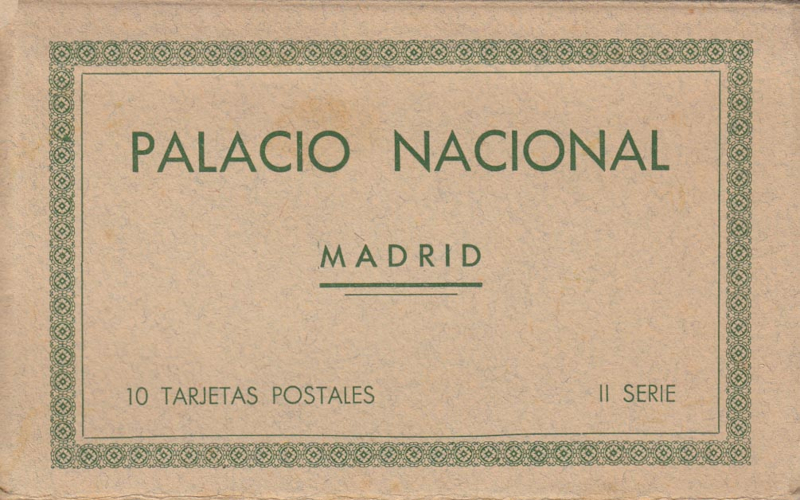 PALACIO NACIONAL
MADRID
10 TARJETAS POSTALES II SERIE